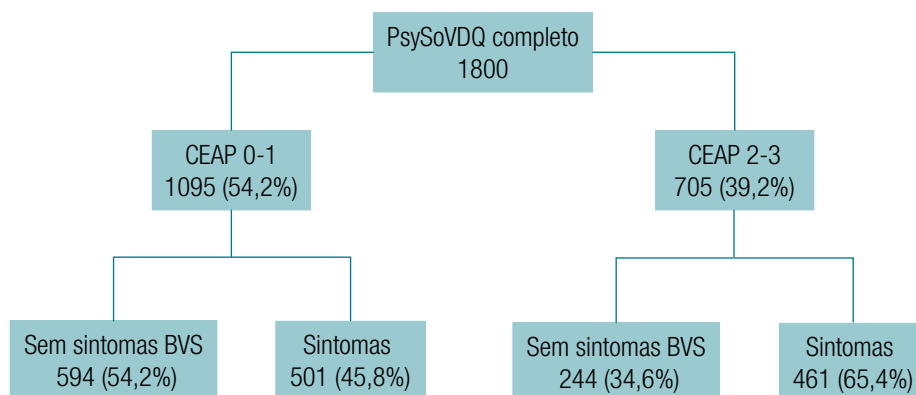 PsySoVDQ completo
1800
CEAP 0-1
1095 (54,2%)
CEAP 2-3
705 (39,2%)
Sem sintomas BVS
594 (54,2%)
Sintomas
501 (45,8%)
Sem sintomas BVS
244 (34,6%)
Sintomas
461 (65,4%)